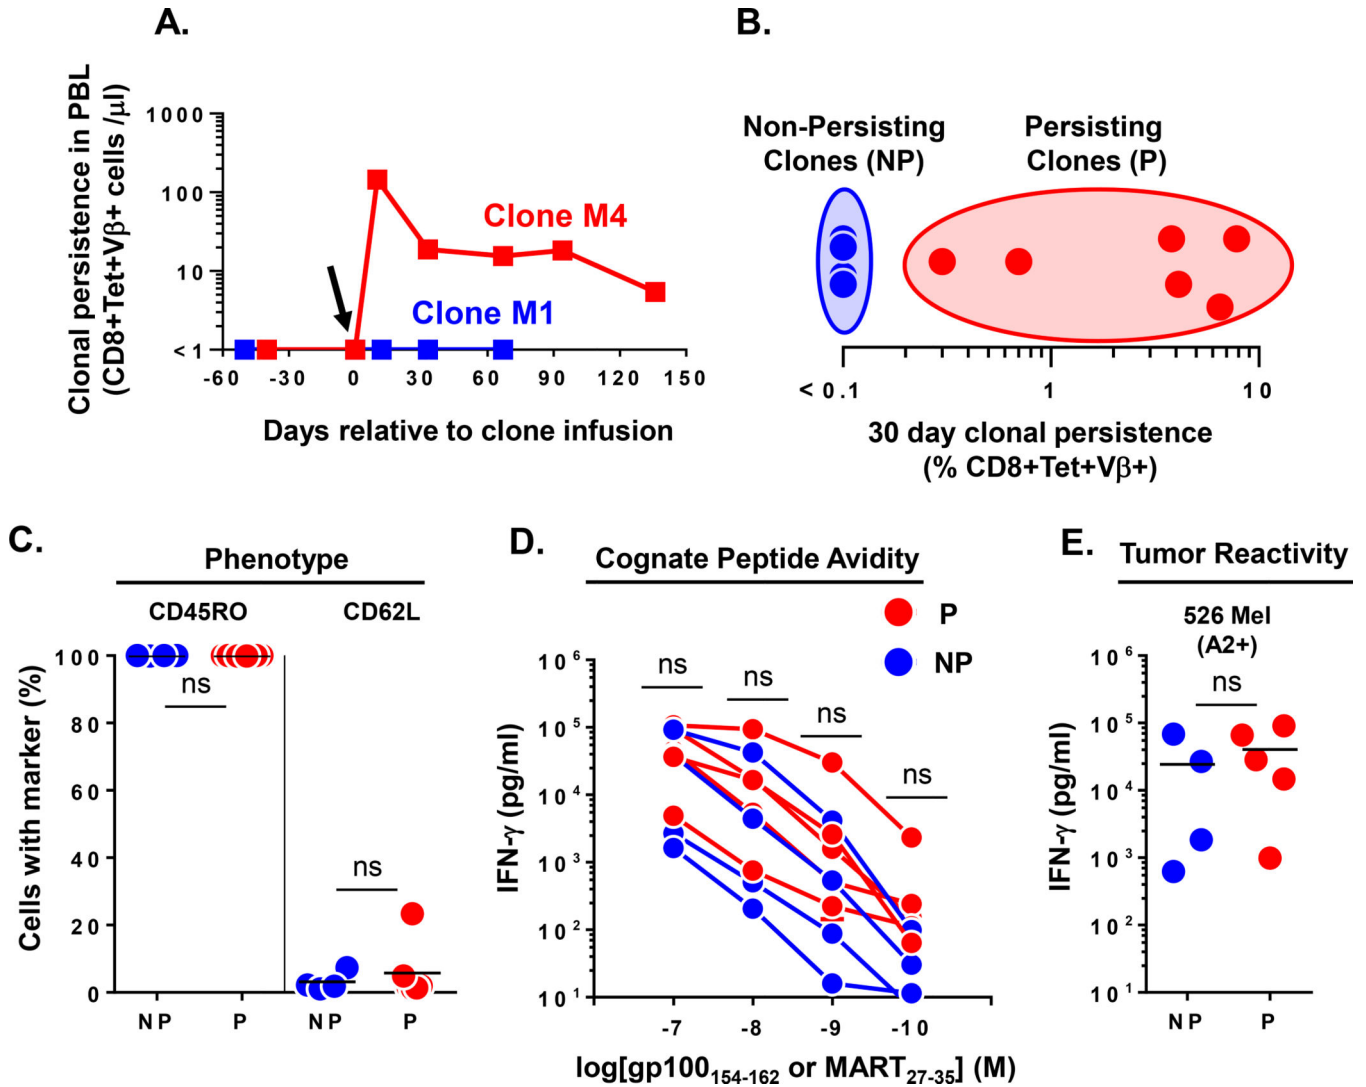 A.
Clonal persistence in PBL
(CD8+Tet+Vβ+ cells /μl)
1000
100
10
< 1
-60 -30 0 30 60 90 120 150
Clone M4
Clone M1
Days relative to clone infusion
B.
Non-Persisting
Clones (NP)
Persisting
Clones (P)
< 0.1 1 10
30 day clonal persistence
(% CD8+Tet+Vβ+)
C.
Phenotype
CD45RO CD62L
Cells with marker (%)
100
80
60
40
20
0
ns
ns
NP P NP P
D.
Cognate Peptide Avidity
P
NP
IFN-γ (pg/ml)
10⁶
10⁵
10⁴
10³
10²
10¹
ns
ns
ns
ns
-7 -8 -9 -10
log[gp100₁₅₄₋₁₆₂ or MART₂₇₋₃₅] (M)
E.
Tumor Reactivity
526 Mel
(A2+)
IFN-γ (pg/ml)
10⁶
10⁵
10⁴
10³
10²
10¹
ns
NP P